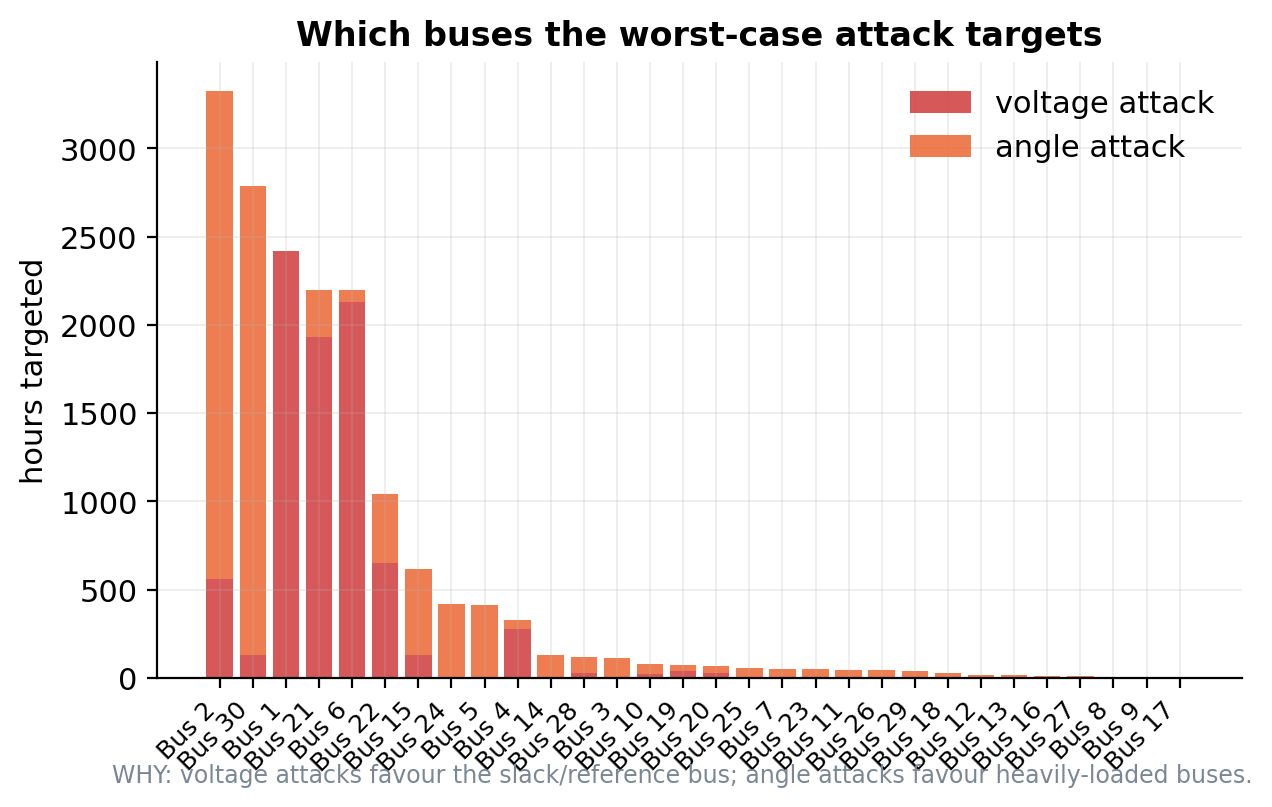 Which buses the worst-case attack targets
voltage attack
angle attack
hours targeted
3000
2500
2000
1500
1000
500
0
Bus 2
Bus 30
Bus 1
Bus 21
Bus 6
Bus 22
Bus 15
Bus 24
Bus 5
Bus 4
Bus 14
Bus 28
Bus 3
Bus 10
Bus 19
Bus 20
Bus 25
Bus 7
Bus 23
Bus 11
Bus 26
Bus 29
Bus 18
Bus 12
Bus 13
Bus 16
Bus 27
Bus 8
Bus 9
Bus 17
WHY: voltage attacks favour the slack/reference bus; angle attacks favour heavily-loaded buses.